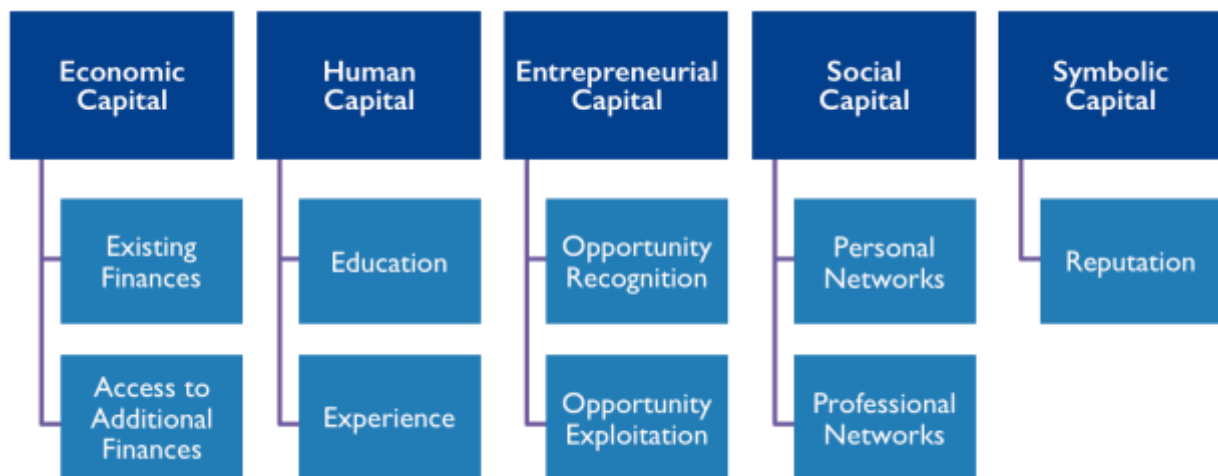 Economic
Capital
Human
Capital
Entrepreneurial
Capital
Social
Capital
Symbolic
Capital
Existing
Finances
Education
Opportunity
Recognition
Personal
Networks
Reputation
Access to
Additional
Finances
Experience
Opportunity
Exploitation
Professional
Networks